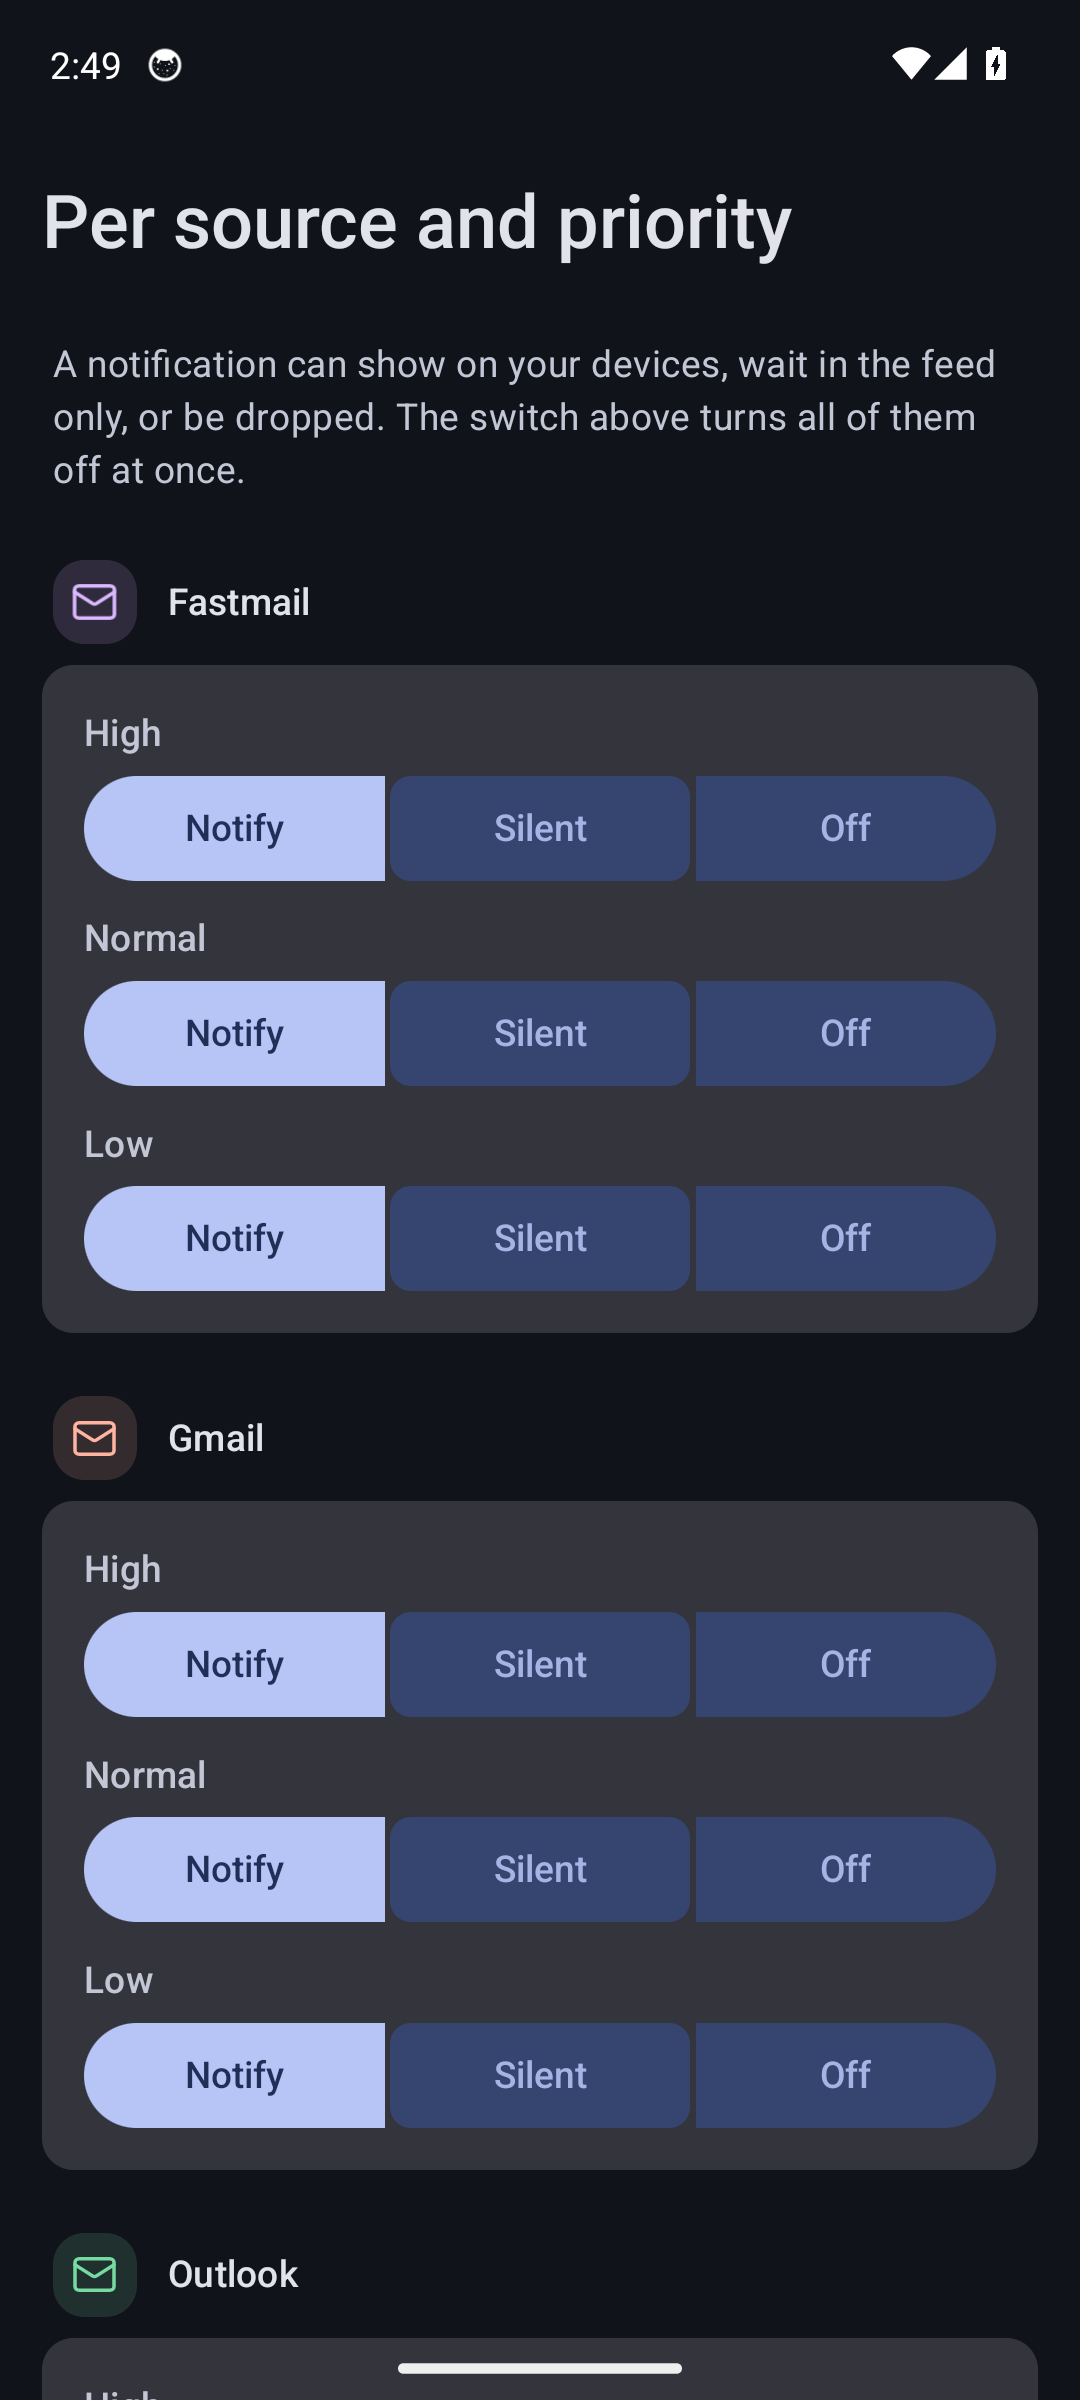 2:49
Per source and priority
A notification can show on your devices, wait in the feed
only, or be dropped. The switch above turns all of them
off at once.
Fastmail
High
Notify Silent Off
Normal
Notify Silent Off
Low
Notify Silent Off
Gmail
High
Notify Silent Off
Normal
Notify Silent Off
Low
Notify Silent Off
Outlook
High